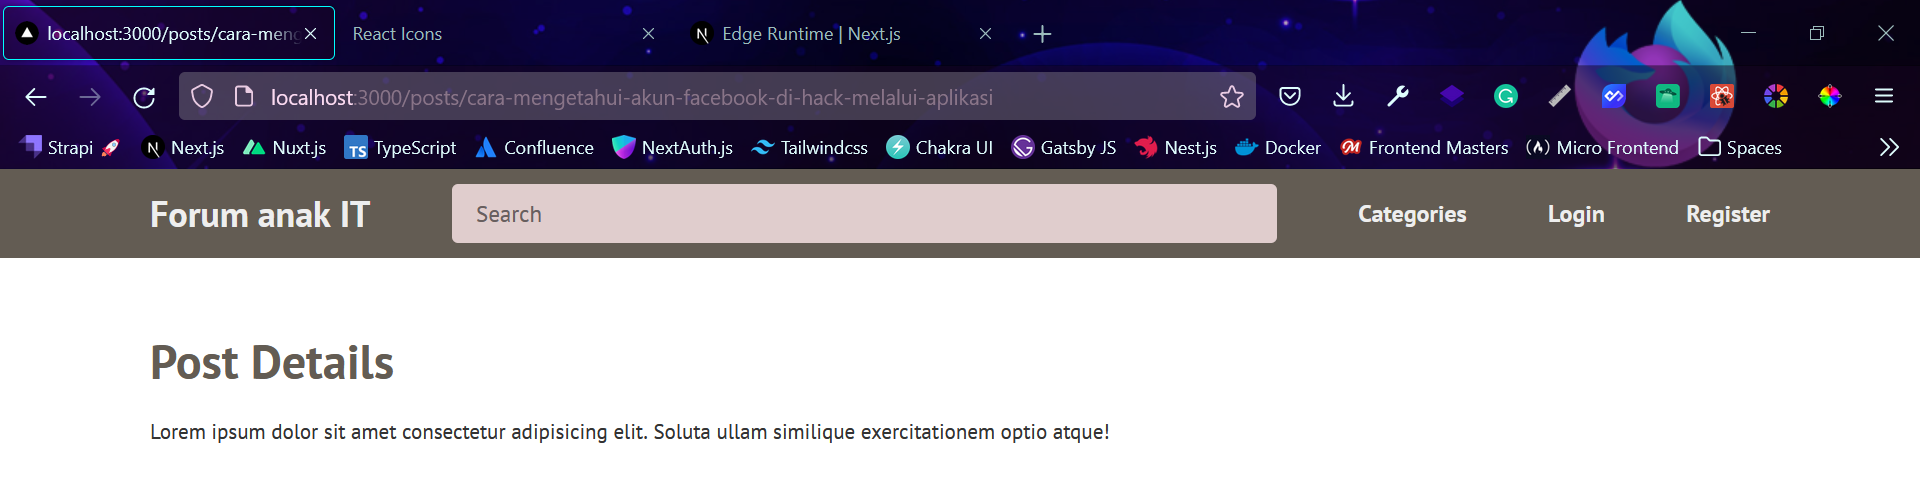 localhost:3000/posts/cara-meng
React Icons
Edge Runtime | Next.js
localhost:3000/posts/cara-mengetahui-akun-facebook-di-hack-melalui-aplikasi
Strapi 🚀 Next.js Nuxt.js TypeScript Confluence NextAuth.js Tailwindcss Chakra UI Gatsby JS Nest.js Docker Frontend Masters Micro Frontend Spaces
Forum anak IT Search Categories Login Register
Post Details
Lorem ipsum dolor sit amet consectetur adipisicing elit. Soluta ullam similique exercitationem optio atque!